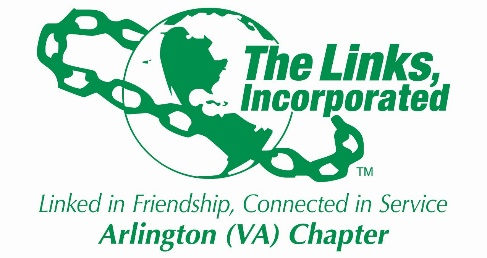 The Links,
Incorporated
TM
Linked in Friendship, Connected in Service
Arlington (VA) Chapter